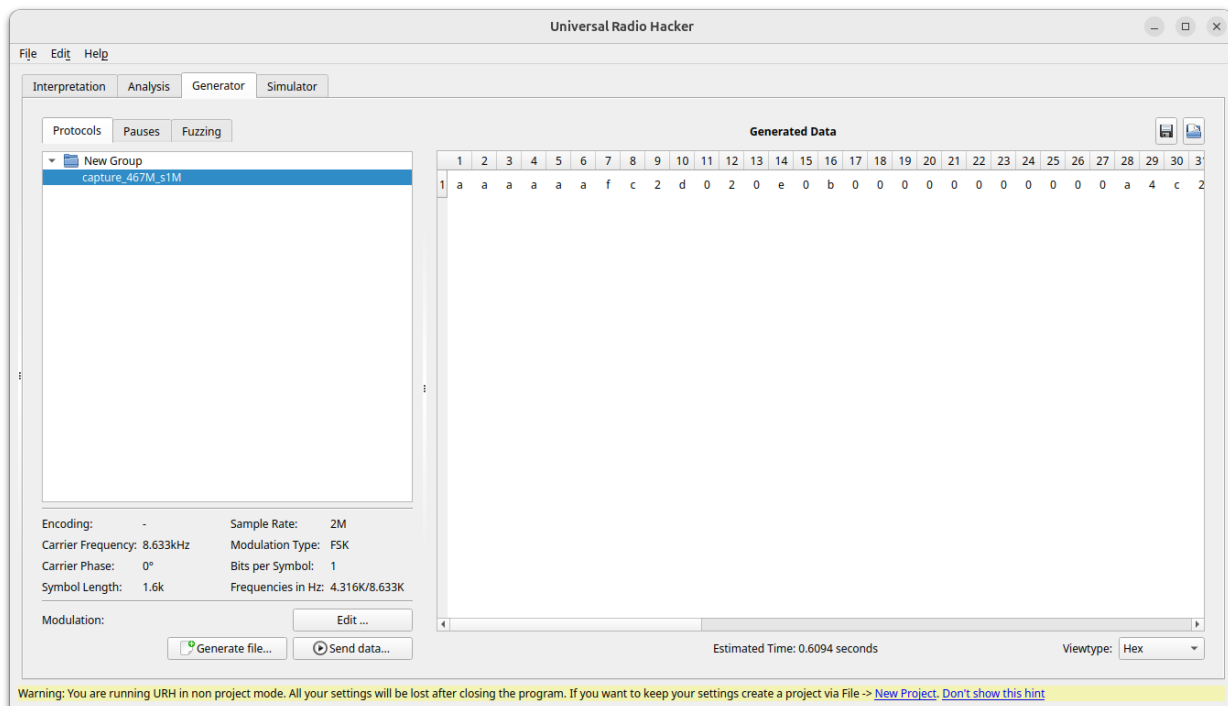 Universal Radio Hacker
File Edit Help
Interpretation Analysis Generator Simulator
Protocols Pauses Fuzzing
Generated Data
New Group
capture_467M_s1M
1 2 3 4 5 6 7 8 9 10 11 12 13 14 15 16 17 18 19 20 21 22 23 24 25 26 27 28 29 30
1 a a a a a a f c 2 d 0 2 0 e 0 b 0 0 0 0 0 0 0 0 0 0 0 a 4 c 2
Encoding: - Sample Rate: 2M
Carrier Frequency: 8.633kHz Modulation Type: FSK
Carrier Phase: 0° Bits per Symbol: 1
Symbol Length: 1.6k Frequencies in Hz: 4.316K/8.633K
Modulation: Edit ...
Generate file... Send data...
Estimated Time: 0.6094 seconds Viewtype: Hex
Warning: You are running URH in non project mode. All your settings will be lost after closing the program. If you want to keep your settings create a project via File -> New Project. Don't show this hint